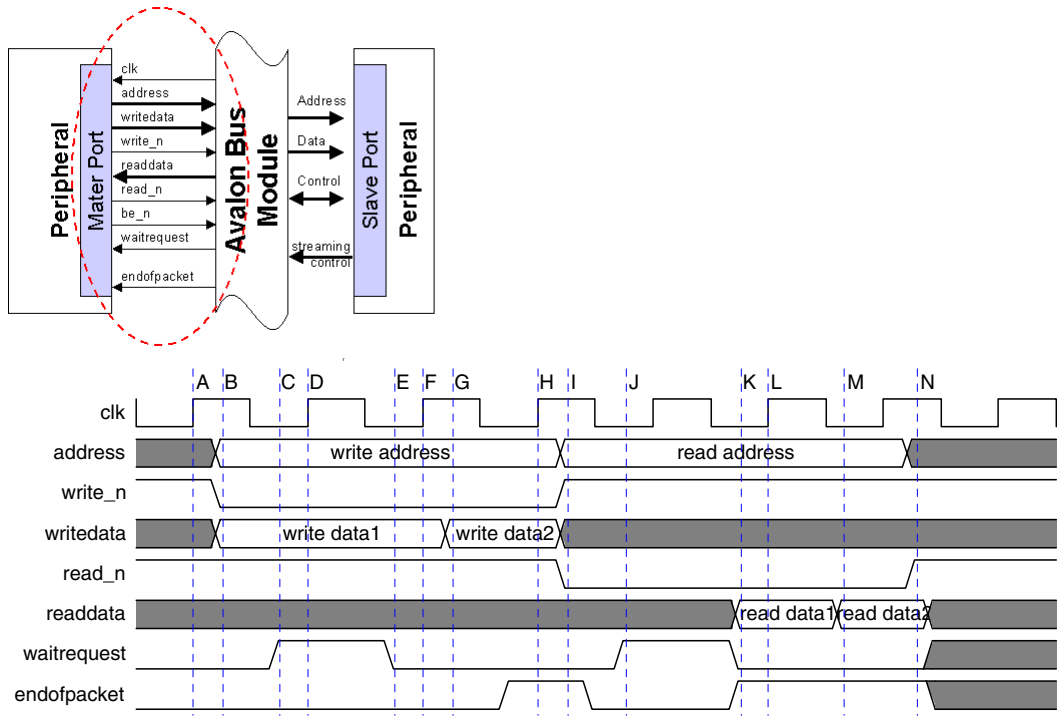 clk
address
writedata
write_n
readdata
read_n
be_n
waitrequest
endofpacket
Peripheral
Mater Port
Avalon Bus
Module
Address
Data
Control
streaming
control
Slave Port
Peripheral
A B C D E F G H I J K L M N
clk
address write address read address
write_n
writedata write data1 write data2
read_n
readdata read data1 read data2
waitrequest
endofpacket